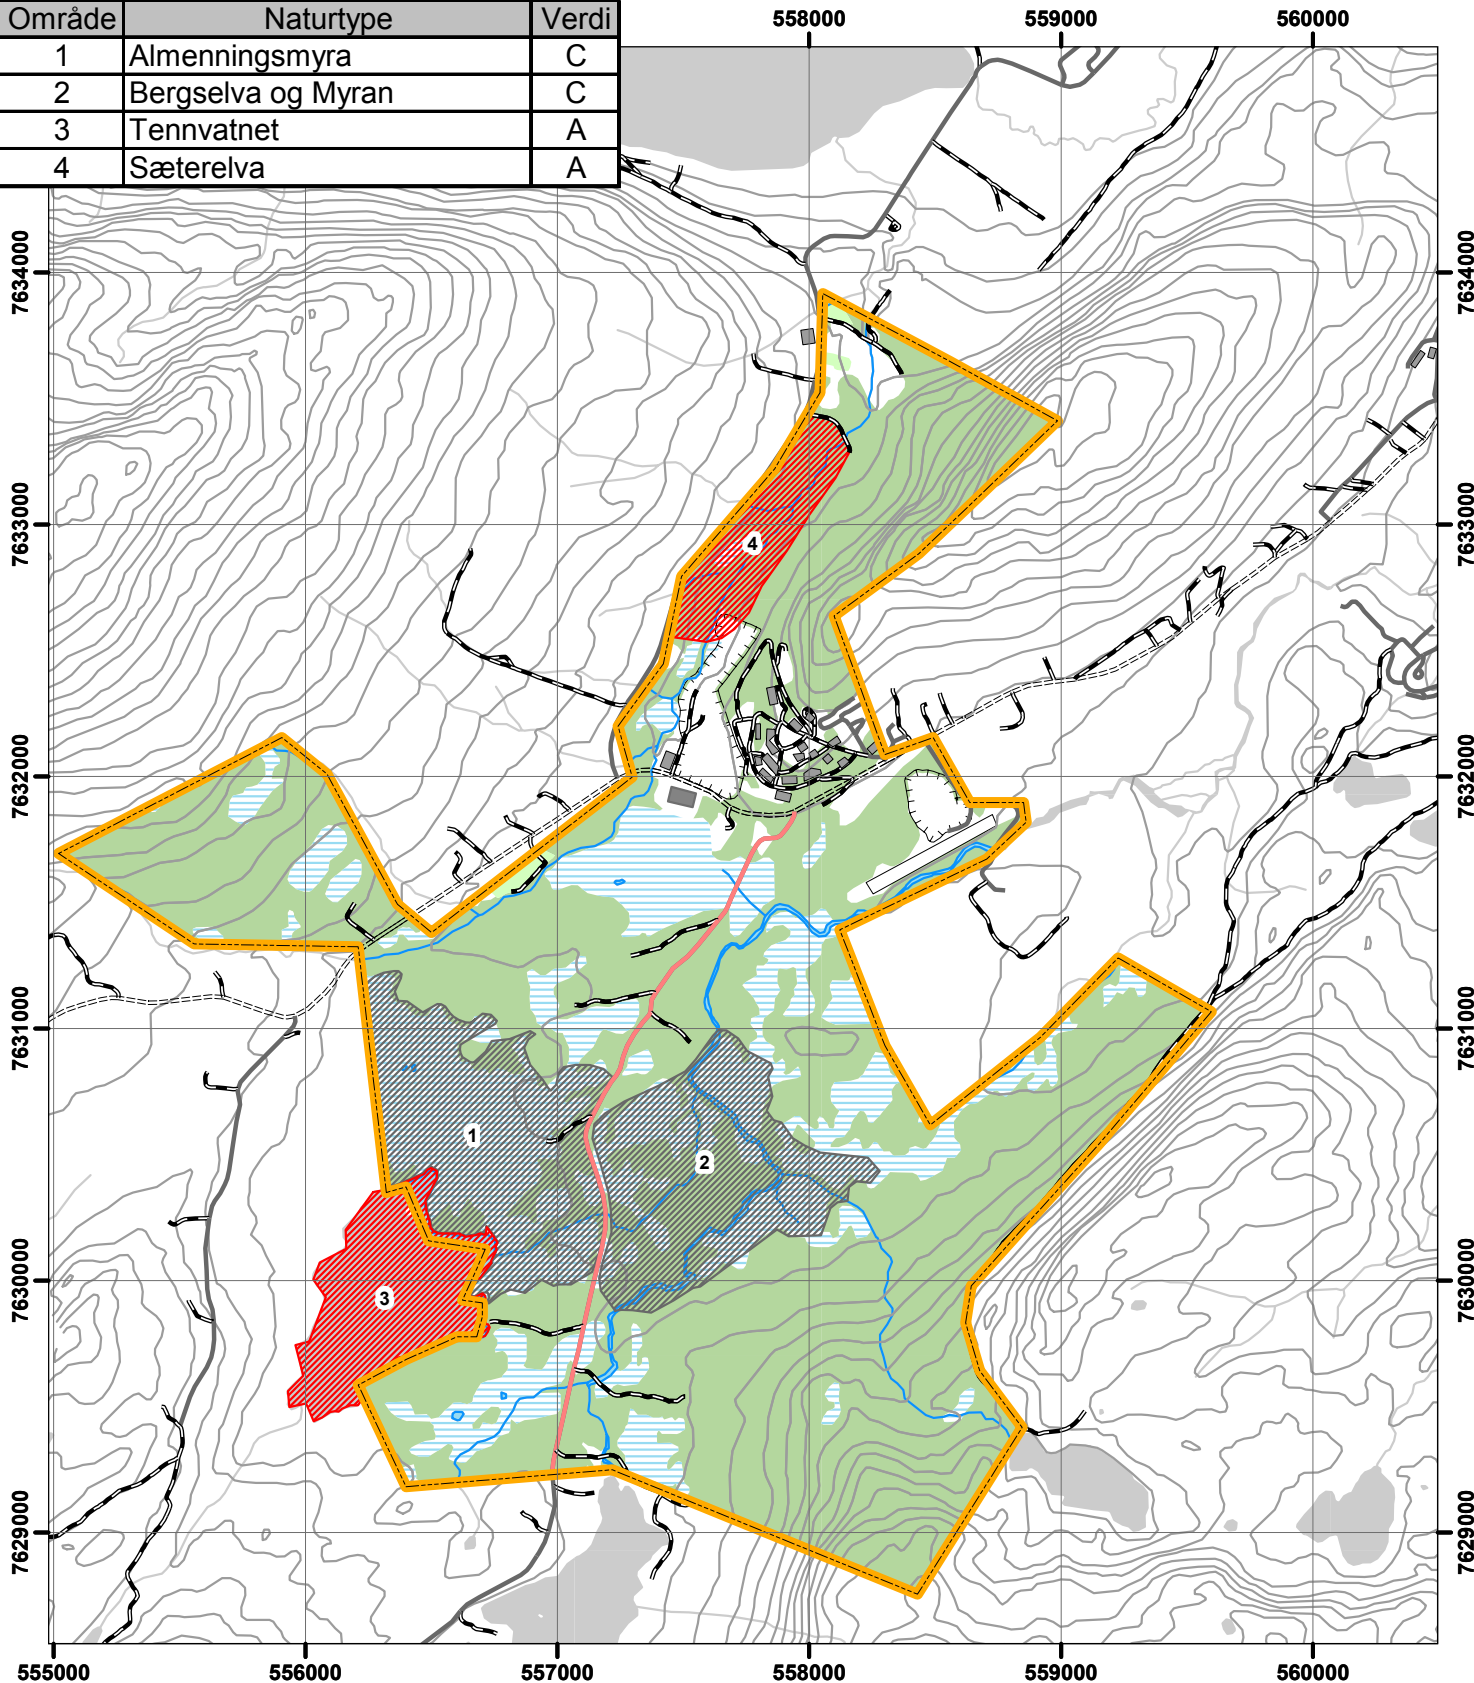 Område Naturtype Verdi
1 Almenningsmyra C
2 Bergselva og Myran C
3 Tennvatnet A
4 Sæterelva A
558000 559000 560000
7634000 7634000
7633000 7633000
4
7632000 7632000
7631000 7631000
1
2
7630000 7630000
3
7629000 7629000
555000 556000 557000 558000 559000 560000